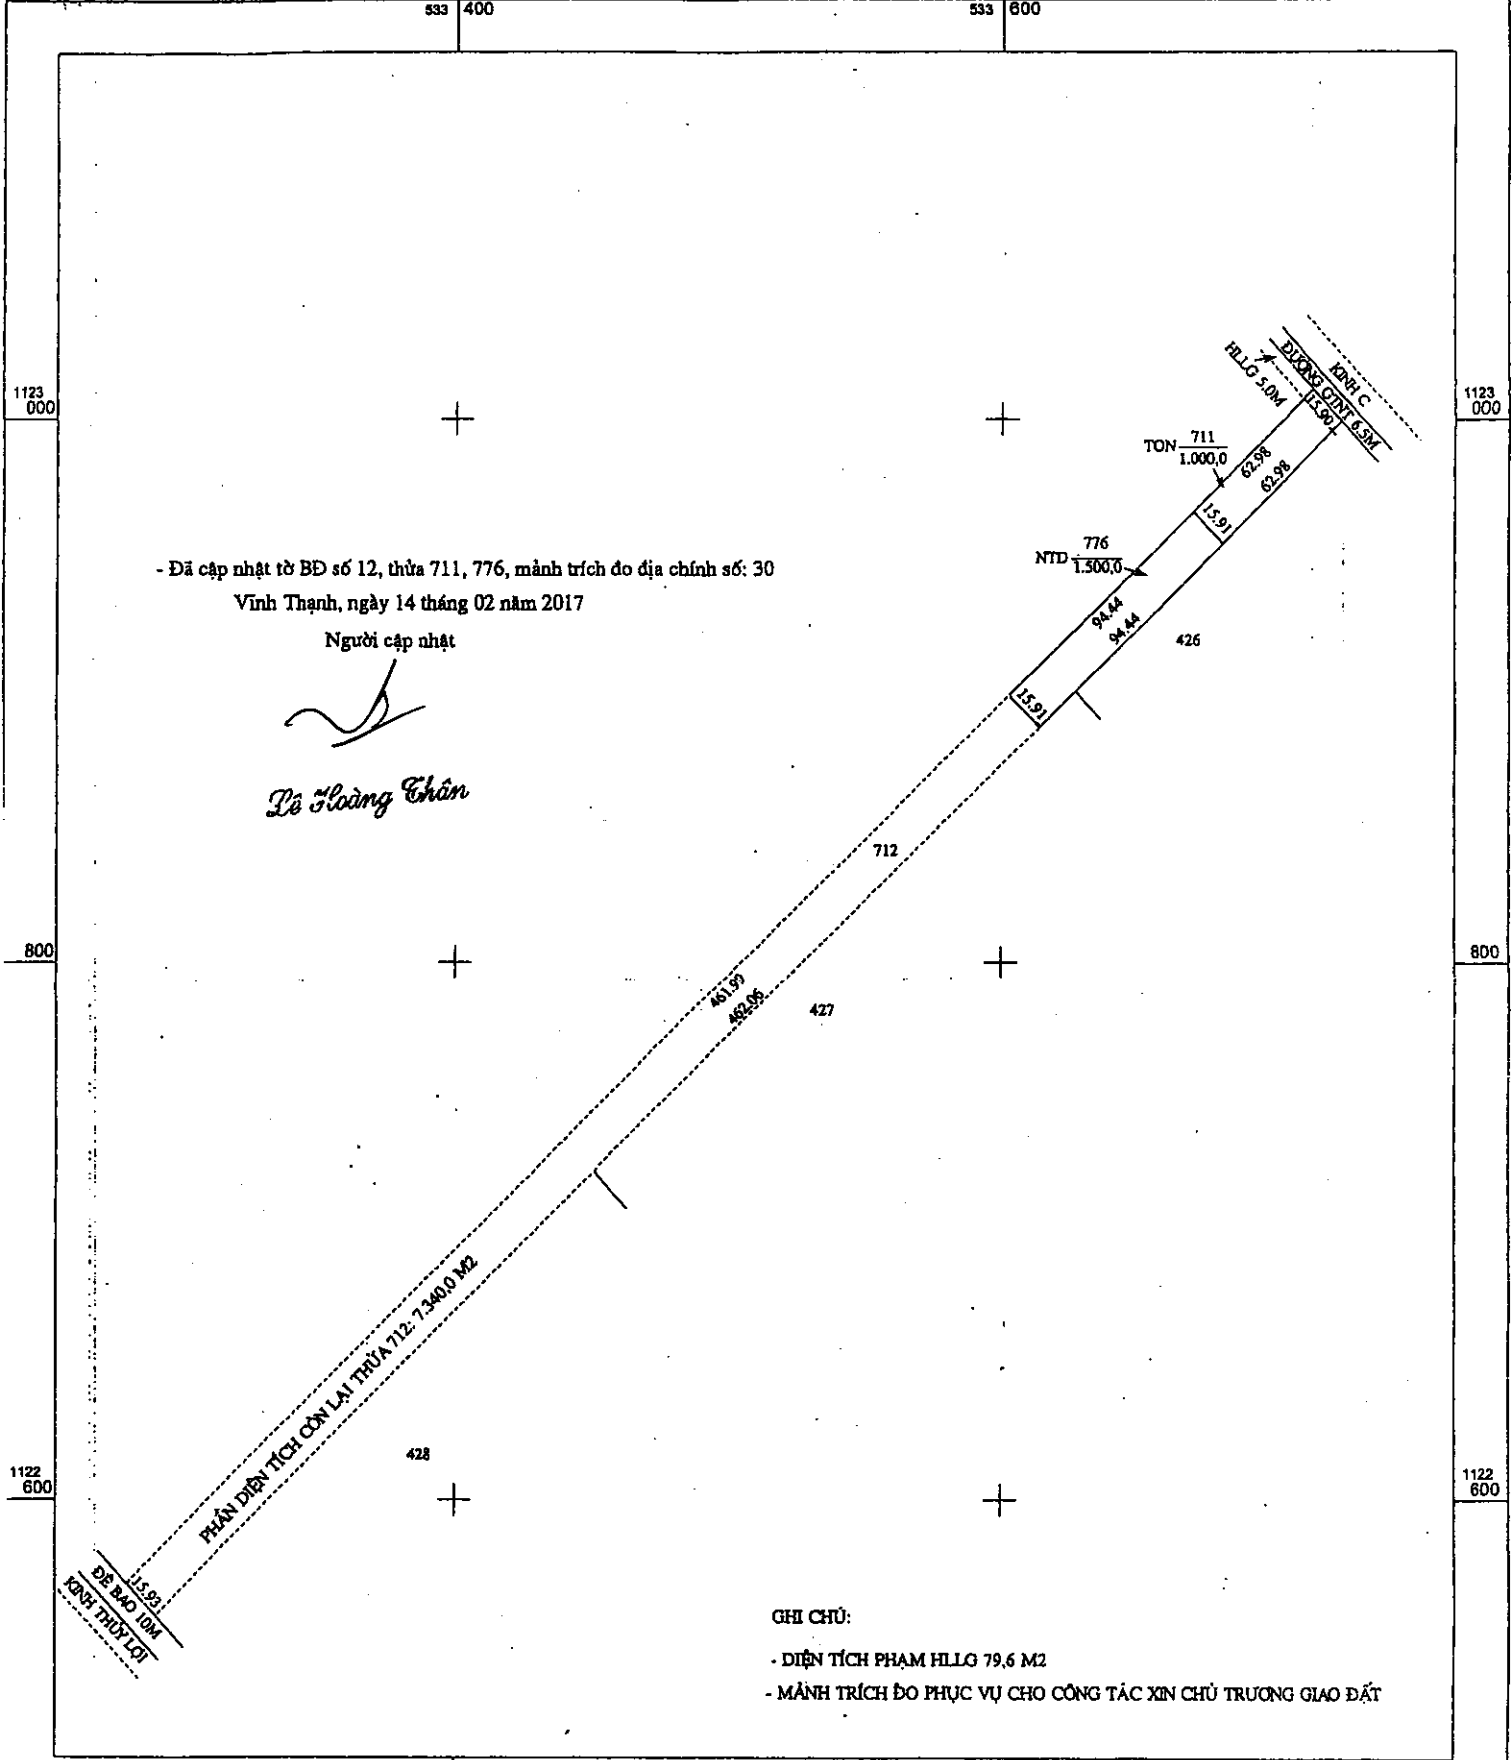 533 400
533 600
1123
000
1123
000
KINH C
ĐƯỜNG GTNT 6.5M
HLLG 5.0M
15.90
TON 711
1.000,0
62.98
62.98
15.91
NTD 776
1.500,0
94.44
94.44
426
15.91
- Đã cập nhật tờ BĐ số 12, thửa 711, 776, mảnh trích đo địa chính số: 30
Vĩnh Thạnh, ngày 14 tháng 02 năm 2017
Người cập nhật
Lê Hoàng Thân
712
800
800
461.99
462.06
427
PHẦN DIỆN TÍCH CÒN LẠI THỬA 712: 7.340,0 M2
428
1122
600
1122
600
15.93
ĐÊ BAO 10M
KINH THỦY LỢI
GHI CHÚ:
- DIỆN TÍCH PHẠM HLLG 79,6 M2
- MẢNH TRÍCH ĐO PHỤC VỤ CHO CÔNG TÁC XIN CHỦ TRƯƠNG GIAO ĐẤT